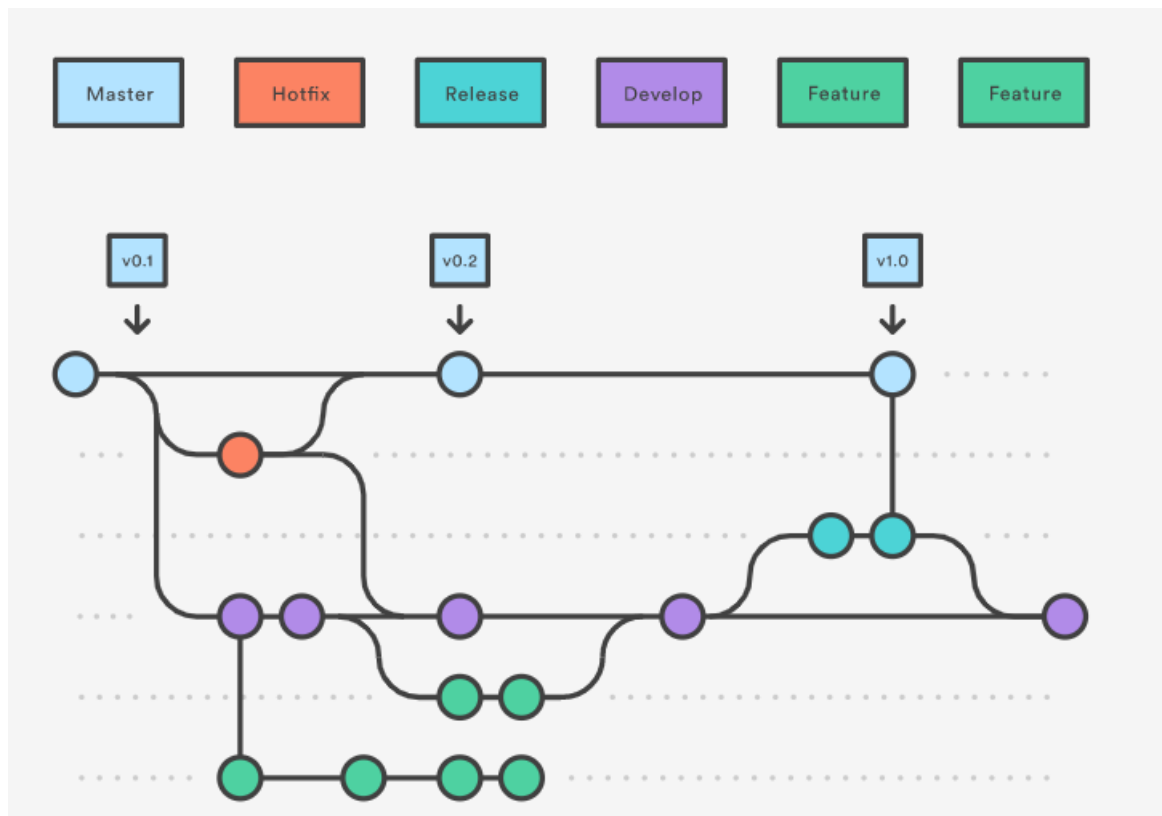 Master
Hotfix
Release
Develop
Feature
Feature
v0.1
v0.2
v1.0